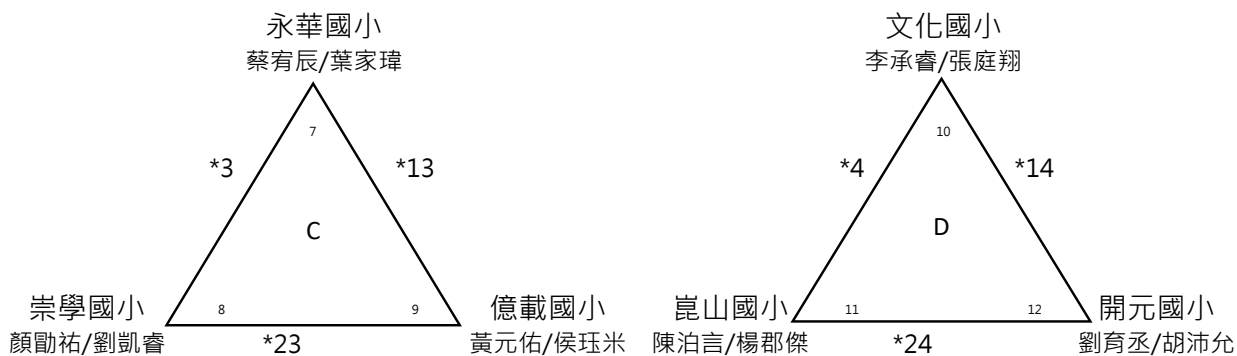 永華國小
蔡宥辰/葉家瑋
7
*3
*13
C
崇學國小
顏勖祐/劉凱睿
8
9
億載國小
黃元佑/侯玨米
*23
文化國小
李承睿/張庭翔
10
*4
*14
D
崑山國小
陳泊言/楊郡傑
11
12
開元國小
劉育丞/胡沛允
*24